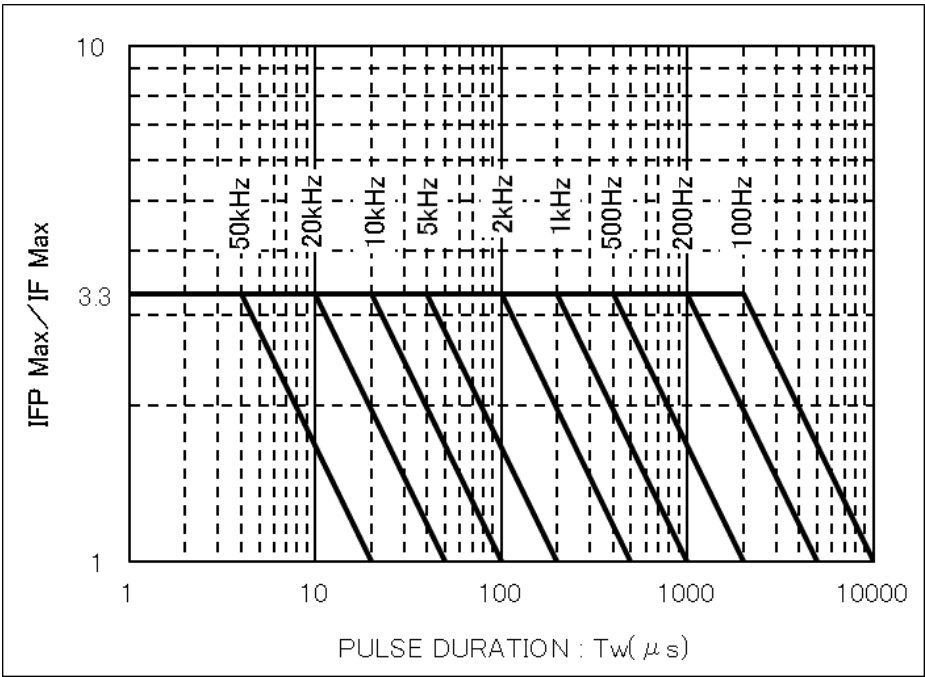 10
50kHz
20kHz
10kHz
5kHz
2kHz
1kHz
500Hz
200Hz
100Hz
3.3
IFP Max/IF Max
1
1
10
100
1000
10000
PULSE DURATION : Tw(μs)